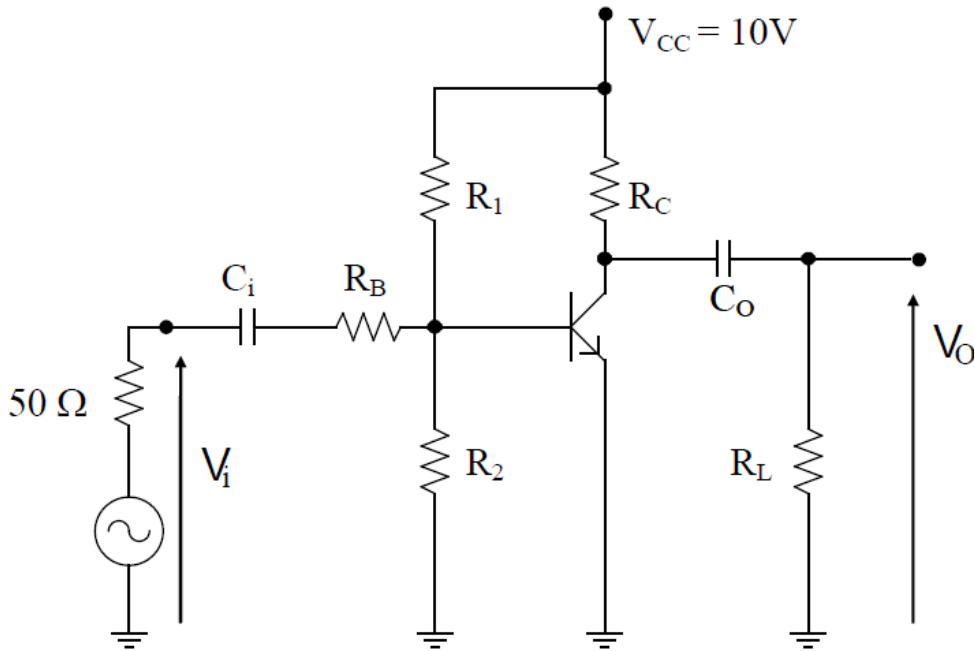 V_CC = 10V
R_1
R_C
C_i
R_B
C_O
V_O
50 Ω
V_i
R_2
R_L